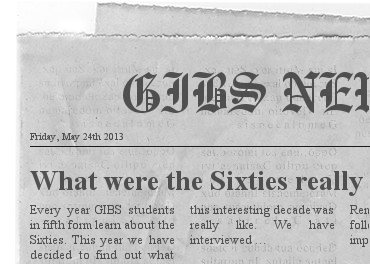 GIBS NE
Friday, May 24th 2013
What were the Sixties really
Every year GIBS students
in fifth form learn about the
Sixties. This year we have
decided to find out what
this interesting decade was
really like. We have
interviewed ...
Ren
foll
imp